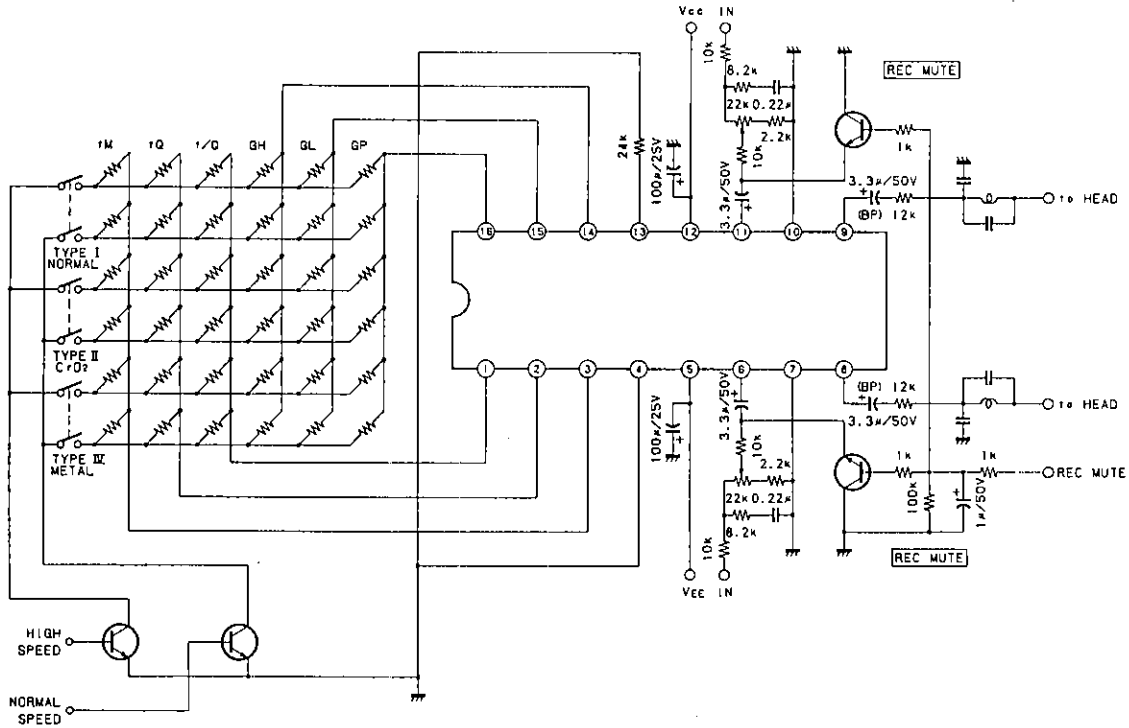 Vcc IN
10k
8.2k
22k 0.22μ
2.2k
10k
REC MUTE
1k
24k
100μ/25V
3.3μ/50V
3.3μ/50V
(BP) 12k
to HEAD
fM fQ f/Q GH GL GP
16 15 14 13 12 11 10 9
TYPE I
NORMAL
TYPE II
CrO2
TYPE IV
METAL
1 2 3 4 5 6 7 8
100μ/25V
3.3μ/50V
(BP) 12k
3.3μ/50V
to HEAD
10k
2.2k
22k 0.22μ
8.2k
10k
1k
1k
REC MUTE
100k
1μ/50V
REC MUTE
VEE IN
HIGH
SPEED
NORMAL
SPEED